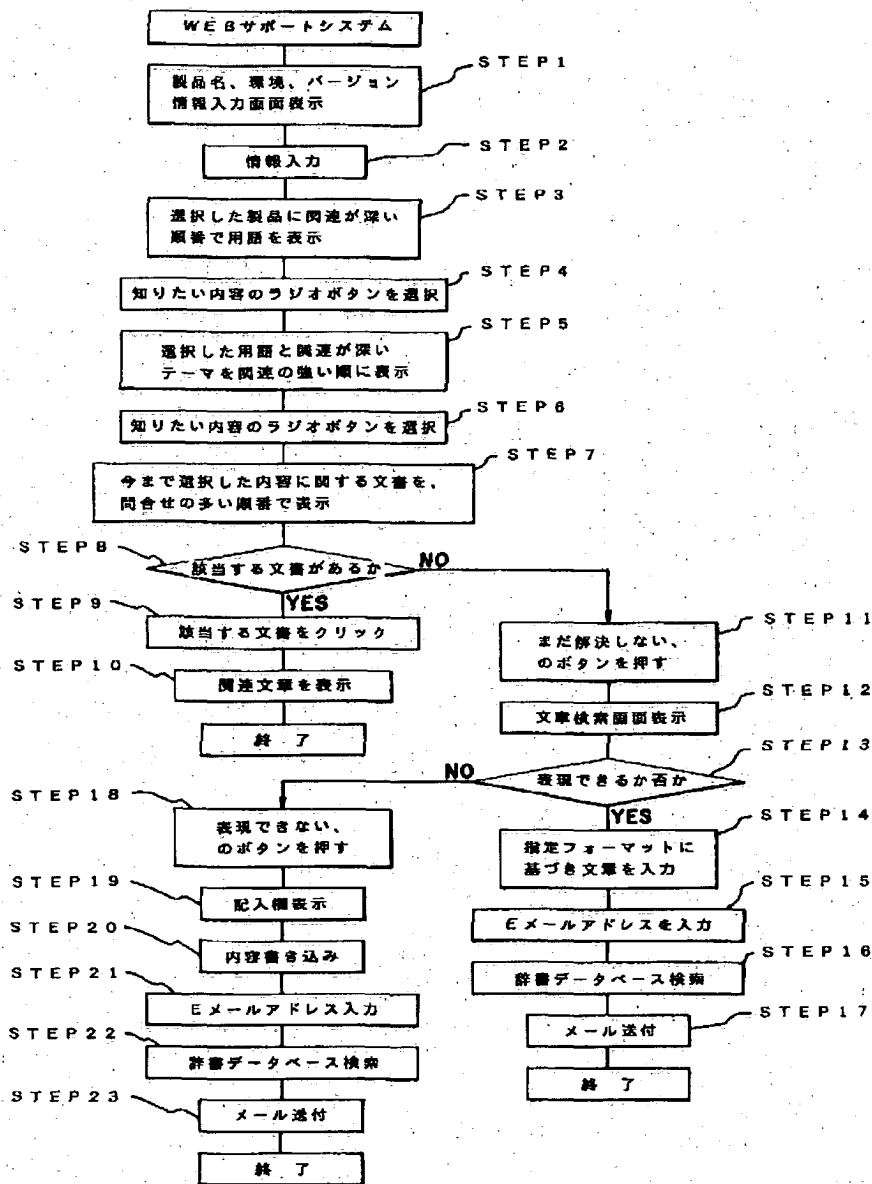 WEBサポートシステム
STEP1
製品名、環境、バージョン
情報入力画面表示
STEP2
情報入力
STEP3
選択した製品に関連が深い
順番で用語を表示
STEP4
知りたい内容のラジオボタンを選択
STEP5
選択した用語と関連が深い
テーマを関連の強い順に表示
STEP6
知りたい内容のラジオボタンを選択
STEP7
今まで選択した内容に関する文書を、
問合せの多い順番で表示
STEP8
該当する文書があるか
NO
YES
STEP9
該当する文書をクリック
STEP10
関連文章を表示
終 了
STEP11
まだ解決しない、
のボタンを押す
STEP12
文章検索画面表示
STEP13
表現できるか否か
NO
YES
STEP14
指定フォーマットに
基づき文章を入力
STEP15
Eメールアドレスを入力
STEP16
辞書データベース検索
STEP17
メール送付
終 了
STEP18
表現できない、
のボタンを押す
STEP19
記入欄表示
STEP20
内容書き込み
STEP21
Eメールアドレス入力
STEP22
辞書データベース検索
STEP23
メール送付
終 了